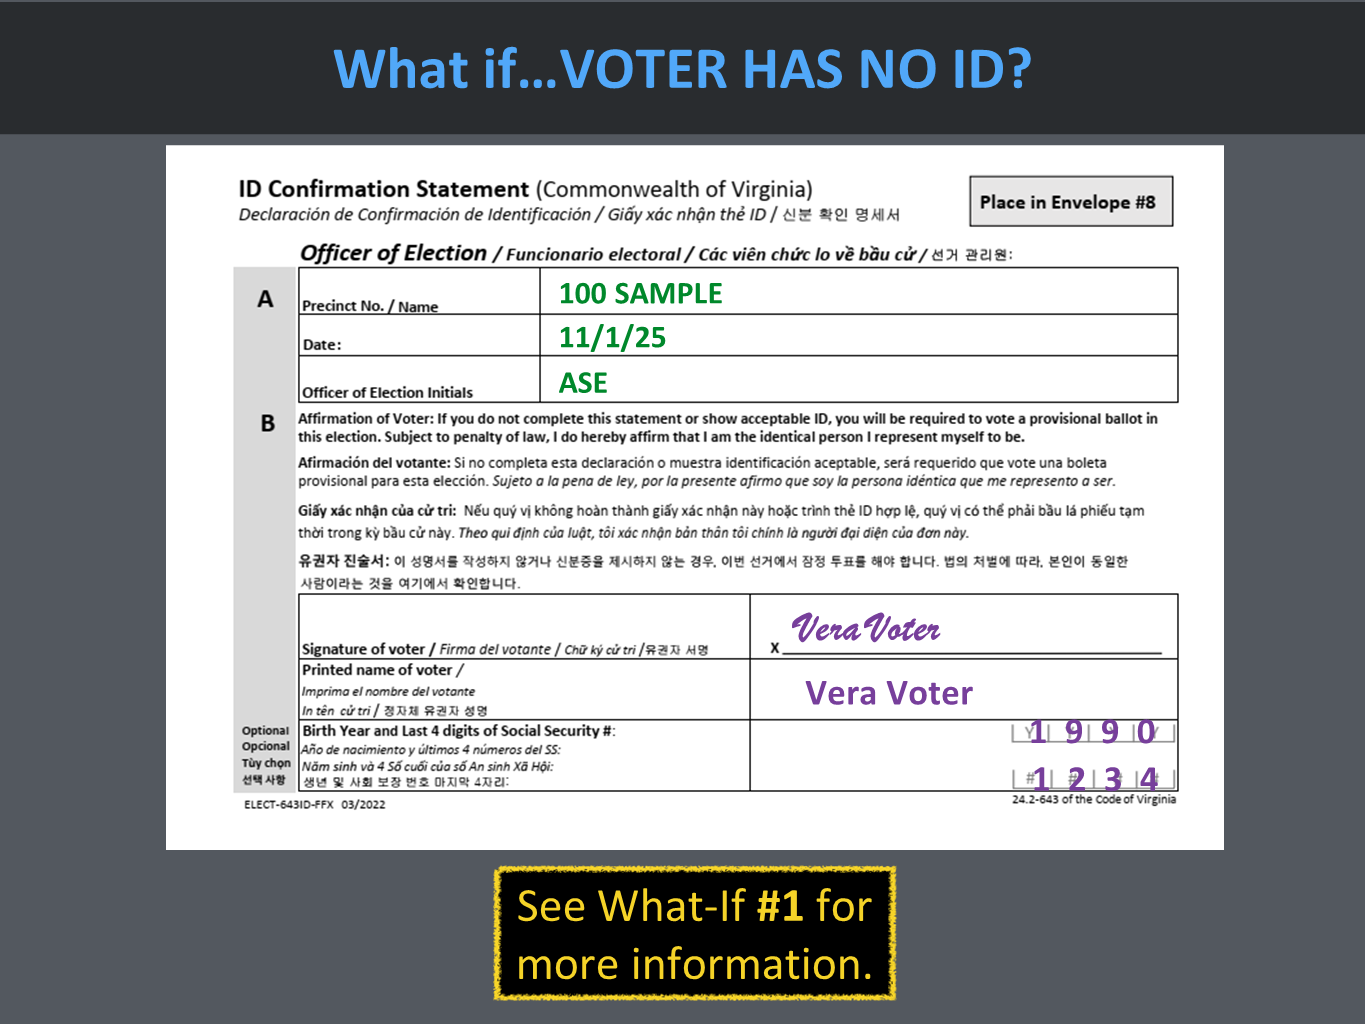 What if...VOTER HAS NO ID?
ID Confirmation Statement (Commonwealth of Virginia)
Declaración de Confirmación de Identificación / Giấy xác nhận thẻ ID / 신분 확인 명세서
Place in Envelope #8
Officer of Election / Funcionario electoral / Các viên chức lo về bầu cử / 선거 관리원:
A
Precinct No. / Name
100 SAMPLE
Date:
11/1/25
Officer of Election Initials
ASE
B
Affirmation of Voter: If you do not complete this statement or show acceptable ID, you will be required to vote a provisional ballot in
this election. Subject to penalty of law, I do hereby affirm that I am the identical person I represent myself to be.
Afirmación del votante: Si no completa esta declaración o muestra identificación aceptable, será requerido que vote una boleta
provisional para esta elección. Sujeto a la pena de ley, por la presente afirmo que soy la persona idéntica que me represento a ser.
Giấy xác nhận của cử tri: Nếu quý vị không hoàn thành giấy xác nhận này hoặc trình thẻ ID hợp lệ, quý vị có thể phải bầu lá phiếu tạm
thời trong kỳ bầu cử này. Theo qui định của luật, tôi xác nhận bản thân tôi chính là người đại diện của đơn này.
유권자 진술서: 이 성명서를 작성하지 않거나 신분증을 제시하지 않는 경우, 이번 선거에서 잠정 투표를 해야 합니다. 법의 처벌에 따라, 본인이 동일한
사람이라는 것을 여기에서 확인합니다.
Signature of voter / Firma del votante / Chữ ký cử tri /유권자 서명
X Vera Voter
Printed name of voter /
Imprima el nombre del votante
In tên cử tri / 정자체 유권자 성명
Vera Voter
Optional
Opcional
Tùy chọn
선택 사항
Birth Year and Last 4 digits of Social Security #:
Año de nacimiento y últimos 4 números del SS:
Năm sinh và 4 Số cuối của số An sinh Xã Hội:
생년 및 사회 보장 번호 마지막 4자리:
1 9 9 0
1 2 3 4
ELECT-643ID-FFX 03/2022
24.2-643 of the Code of Virginia
See What-If #1 for
more information.